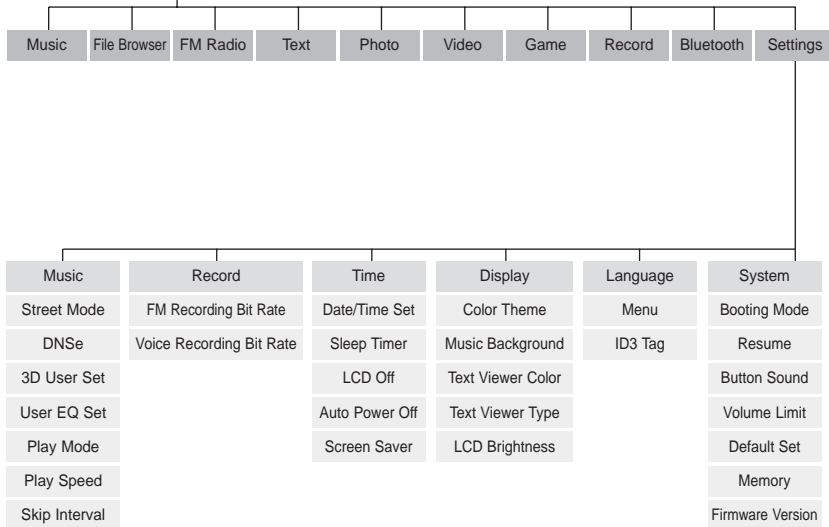 Music File Browser FM Radio Text Photo Video Game Record Bluetooth Settings
Music Record Time Display Language System
Street Mode FM Recording Bit Rate Date/Time Set Color Theme Menu Booting Mode
DNSe Voice Recording Bit Rate Sleep Timer Music Background ID3 Tag Resume
3D User Set LCD Off Text Viewer Color Button Sound
User EQ Set Auto Power Off Text Viewer Type Volume Limit
Play Mode Screen Saver LCD Brightness Default Set
Play Speed Memory
Skip Interval Firmware Version